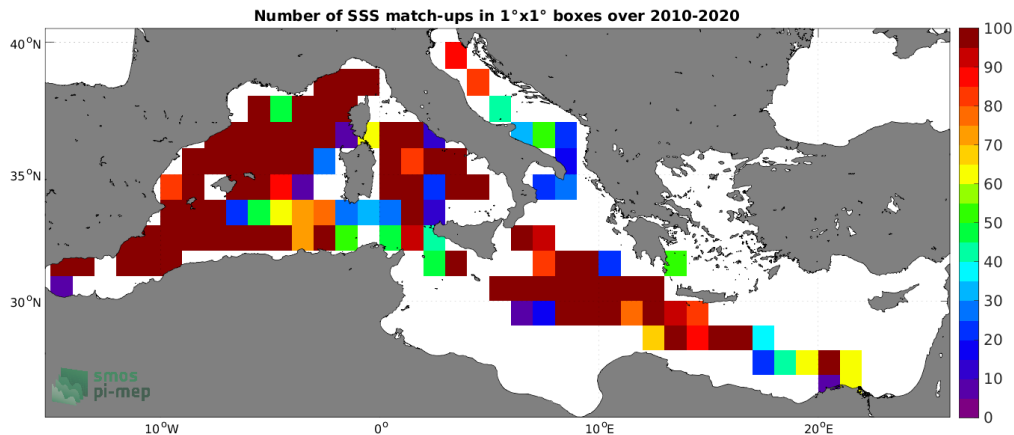 Number of SSS match-ups in 1°x1° boxes over 2010-2020
40°N
35°N
30°N
10°W
0°
10°E
20°E
100
90
80
70
60
50
40
30
20
10
0
smos
pi-mep